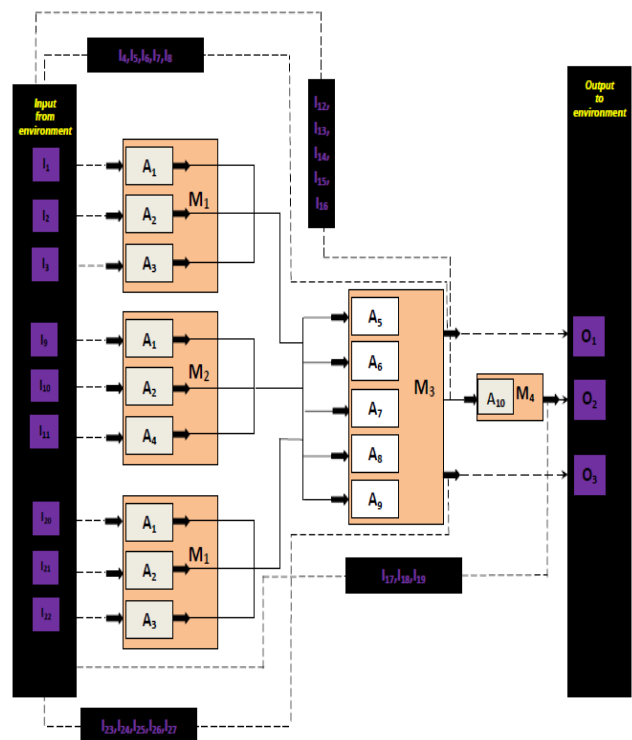 I4,I5,I6,I7,I8
Input
from
environment
Output
to
environment
I12,
I13,
I14,
I15,
I16
I1
A1
I2
A2
M1
I3
A3
I9
A1
I10
A2
M2
I11
A4
A5
A6
M3
A7
A8
A9
A10
M4
O1
O2
O3
I20
A1
I21
A2
M1
I22
A3
I17,I18,I19
I23,I24,I25,I26,I27